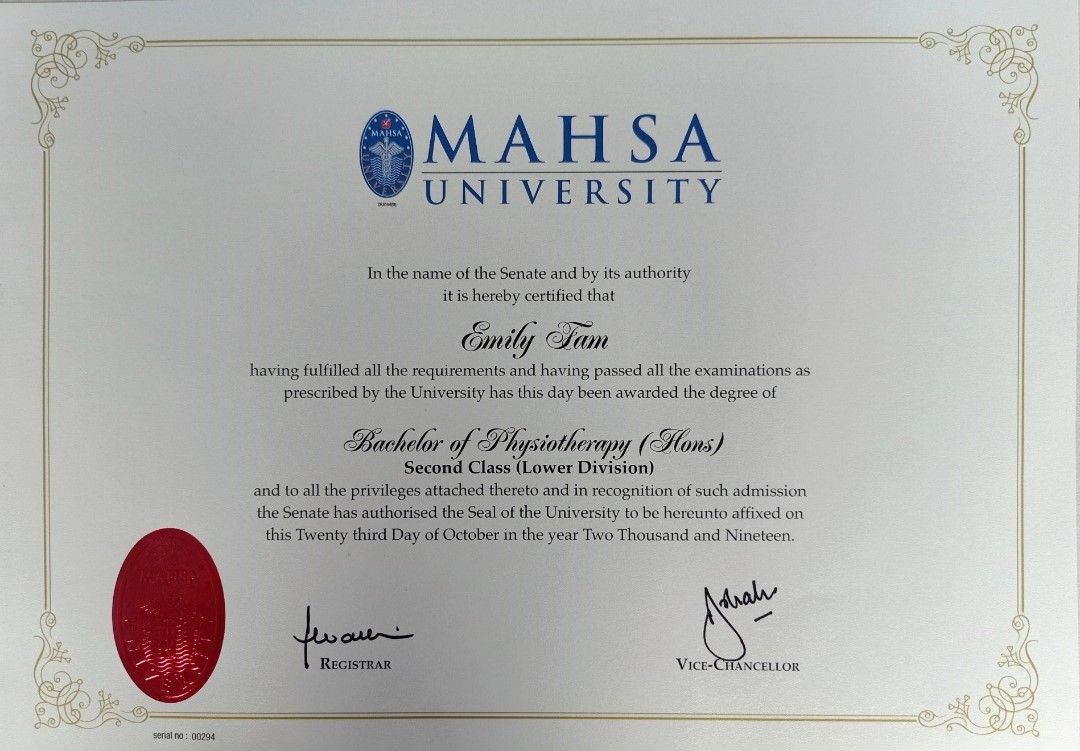 MAHSA
UNIVERSITY
MAHSA
UNIVERSITY
In the name of the Senate and by its authority
it is hereby certified that
Emily Fam
having fulfilled all the requirements and having passed all the examinations as
prescribed by the University has this day been awarded the degree of
Bachelor of Physiotherapy (Hons)
Second Class (Lower Division)
and to all the privileges attached thereto and in recognition of such admission
the Senate has authorised the Seal of the University to be hereunto affixed on
this Twenty third Day of October in the year Two Thousand and Nineteen.
MAHSA
REGISTRAR
VICE-CHANCELLOR
serial no : 00294